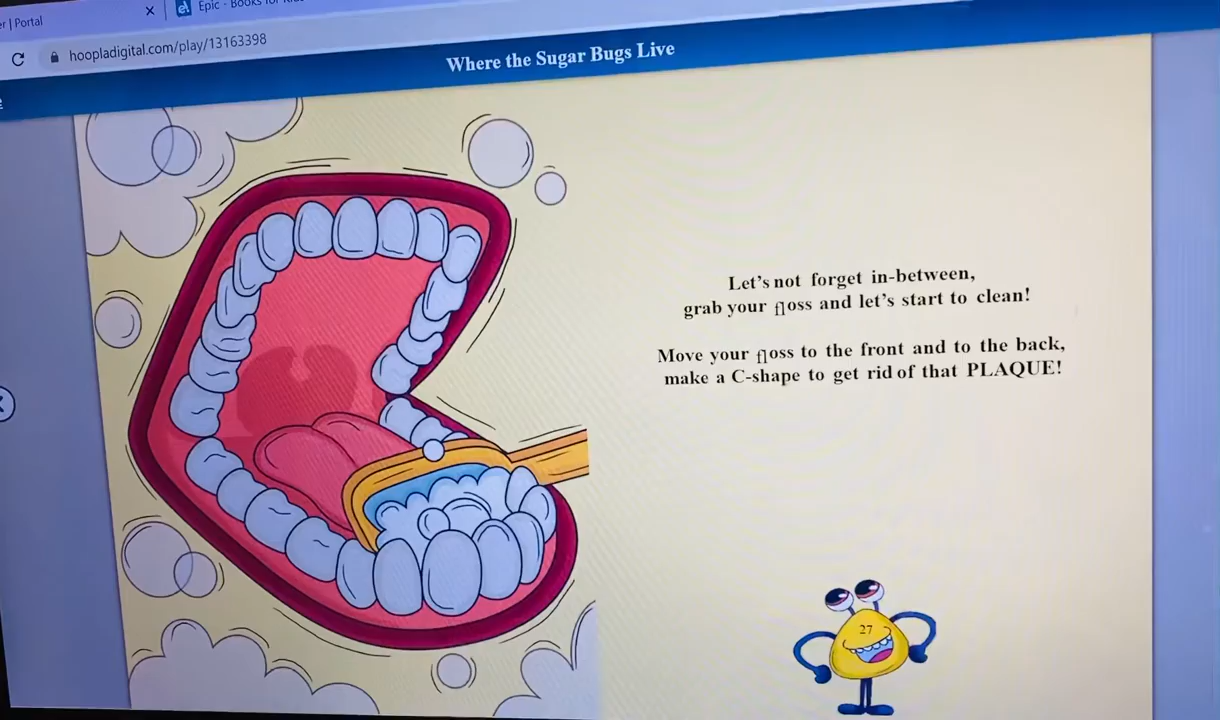 er | Portal
Epic - Books for Kids
hoopladigital.com/play/13163398
Where the Sugar Bugs Live
Let's not forget in-between,
grab your floss and let's start to clean!
Move your floss to the front and to the back,
make a C-shape to get rid of that PLAQUE!
27